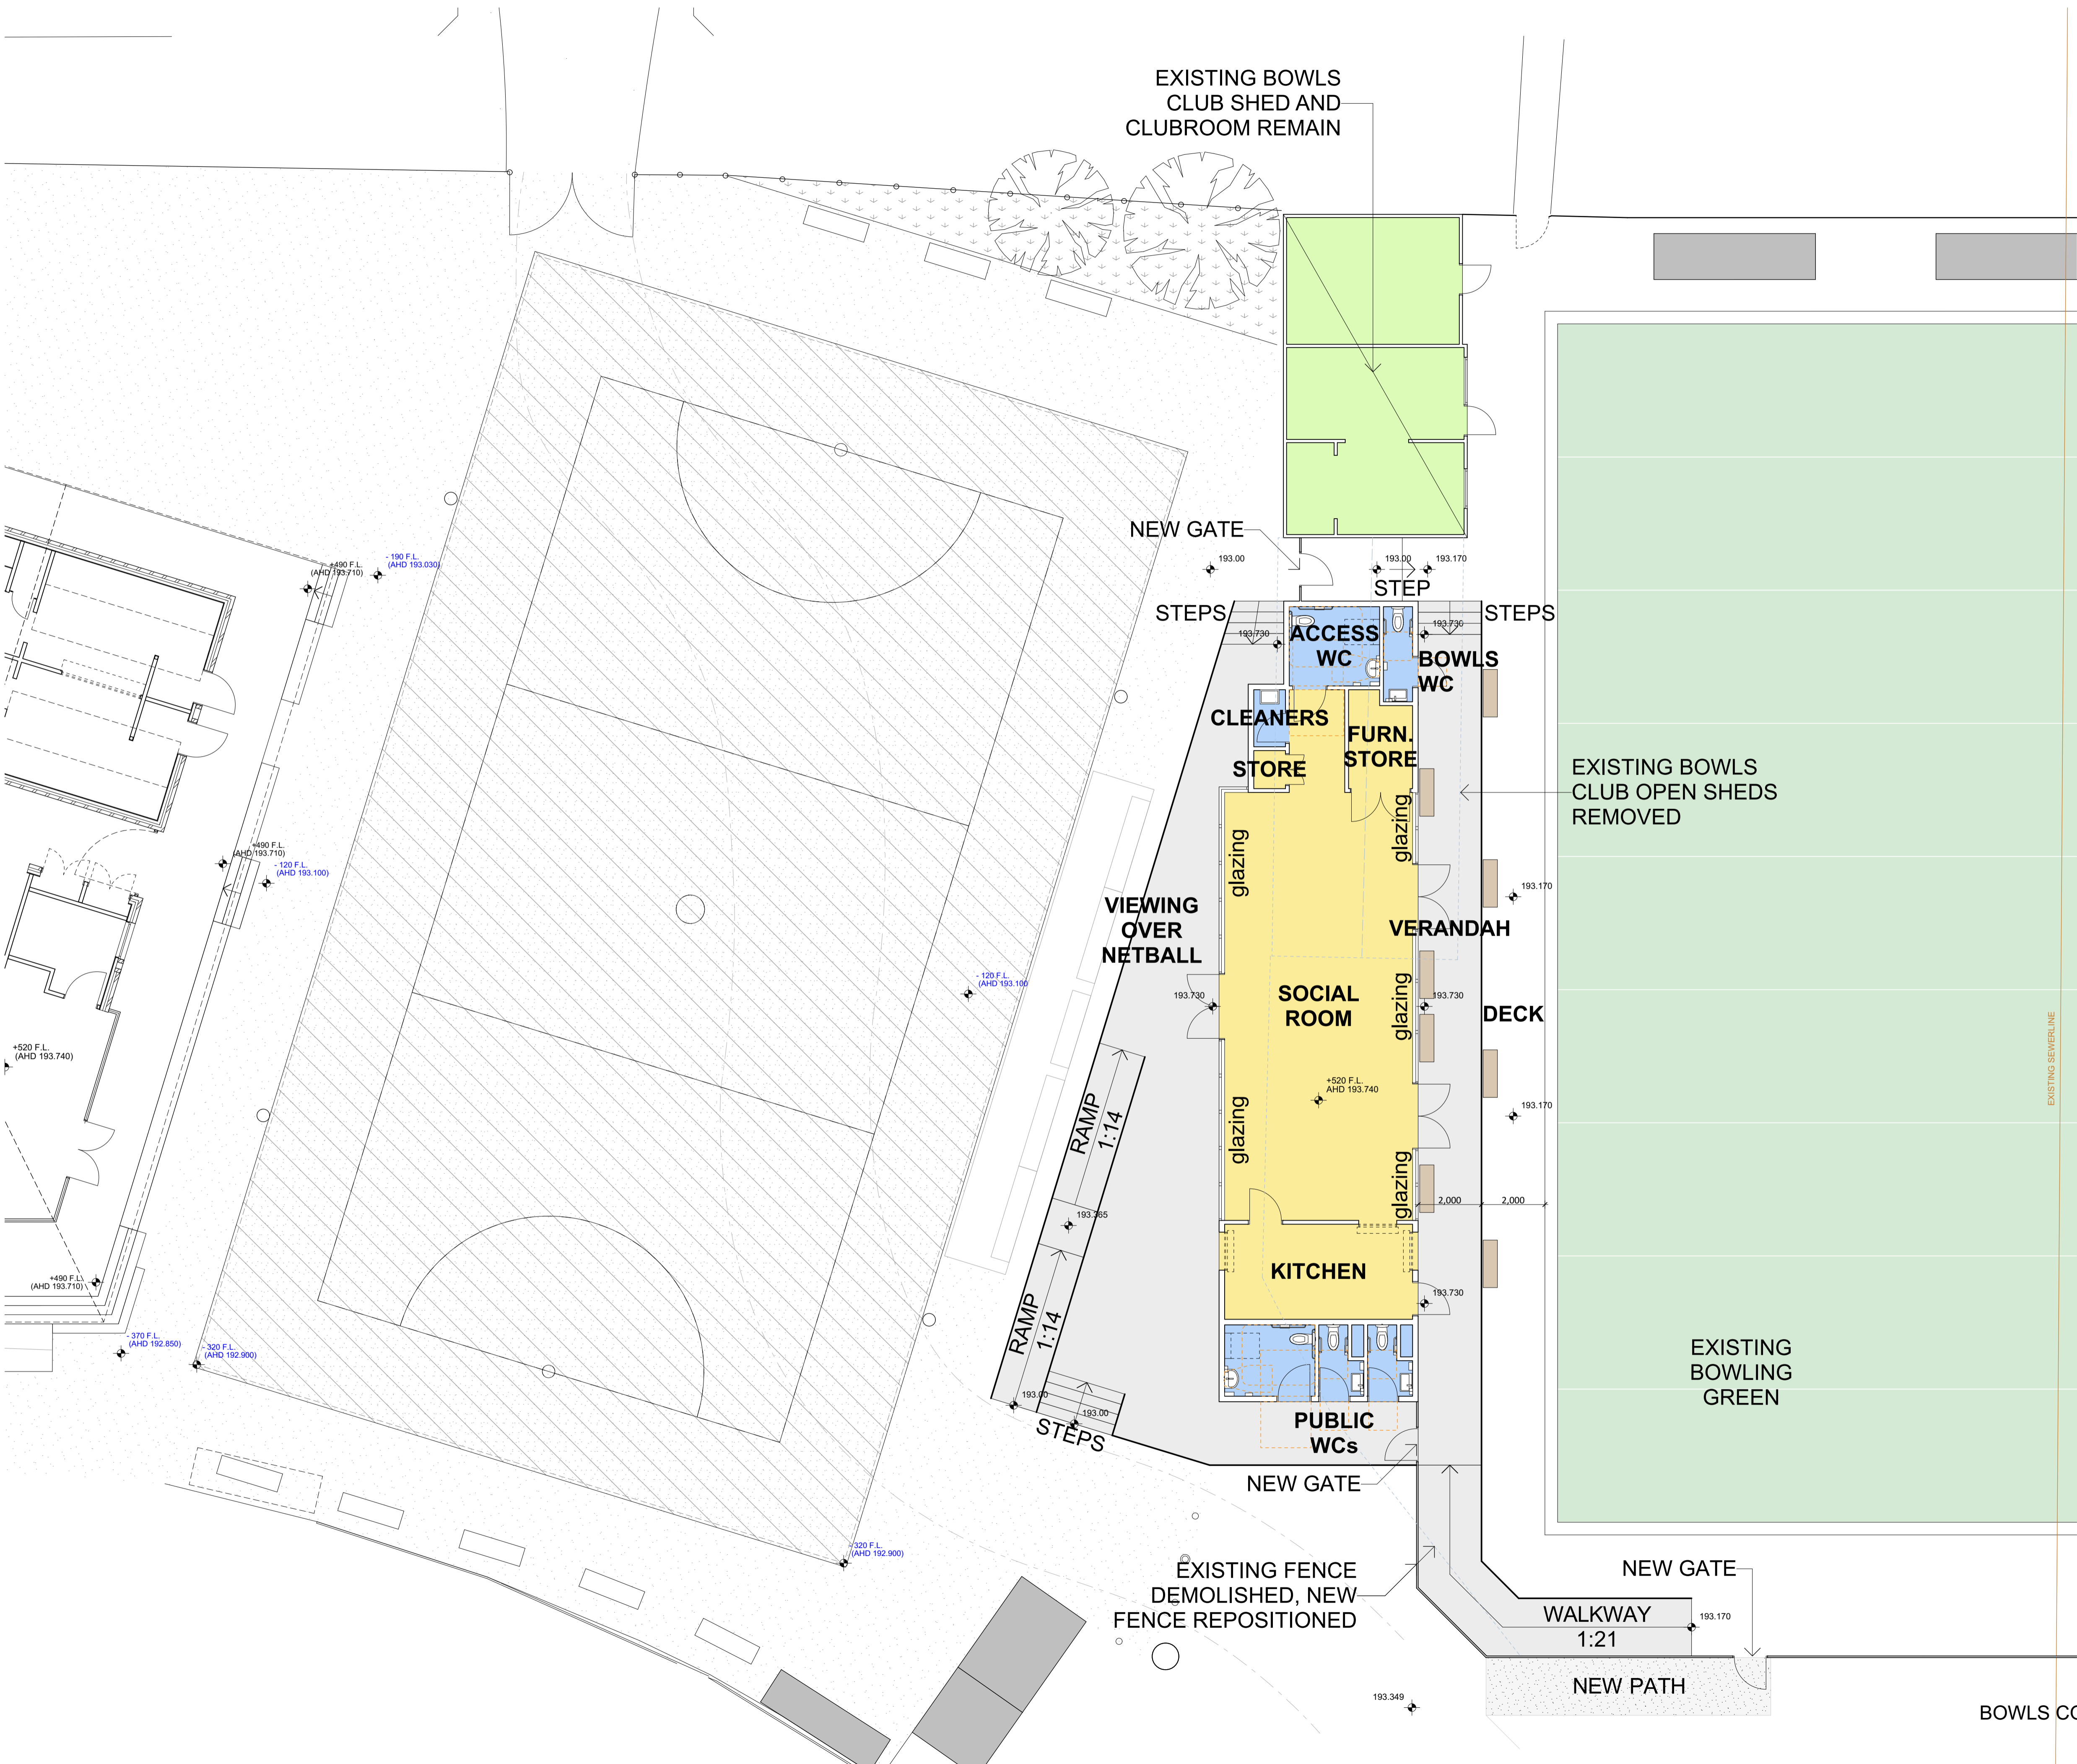 EXISTING BOWLS
CLUB SHED AND
CLUBROOM REMAIN
NEW GATE
193.00
193.00
193.170
STEP
- 190 F.L.
(AHD 193.030)
+490 F.L.
(AHD 193.710)
STEPS
STEPS
193.730
193.730
ACCESS
WC
BOWLS
WC
CLEANERS
FURN.
STORE
STORE
EXISTING BOWLS
CLUB OPEN SHEDS
REMOVED
glazing
glazing
+490 F.L.
(AHD 193.710)
- 120 F.L.
(AHD 193.100)
193.170
VIEWING
OVER
NETBALL
VERANDAH
- 120 F.L.
(AHD 193.100
193.730
SOCIAL
ROOM
glazing
193.730
DECK
+520 F.L.
(AHD 193.740)
EXISTING SEWERLINE
+520 F.L.
AHD 193.740
193.170
RAMP
1:14
glazing
glazing
2,000
2,000
193.365
KITCHEN
+490 F.L.
(AHD 193.710)
193.730
RAMP
1:14
- 370 F.L.
(AHD 192.850)
- 320 F.L.
(AHD 192.900)
EXISTING
BOWLING
GREEN
193.00
193.00
STEPS
PUBLIC
WCs
NEW GATE
- 320 F.L.
(AHD 192.900)
EXISTING FENCE
DEMOLISHED, NEW
FENCE REPOSITIONED
NEW GATE
WALKWAY
1:21
193.170
NEW PATH
193.349
BOWLS CO